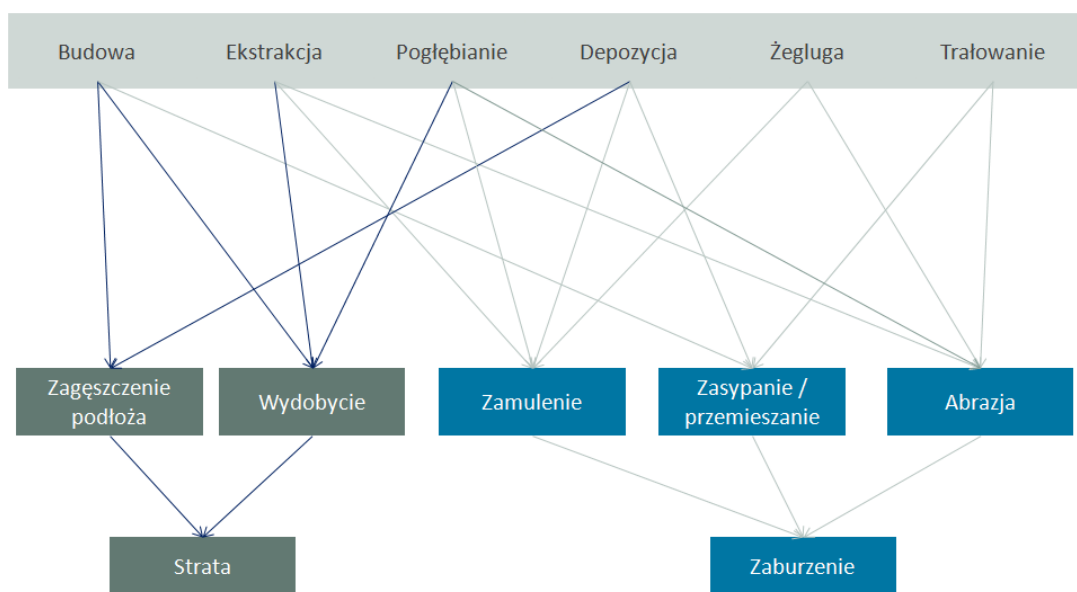 Budowa
Ekstrakcja
Pogłębianie
Depozycja
Żegluga
Trałowanie
Zagęszczenie
podłoża
Wydobycie
Zamulenie
Zasypanie /
przemieszanie
Abrazja
Strata
Zaburzenie